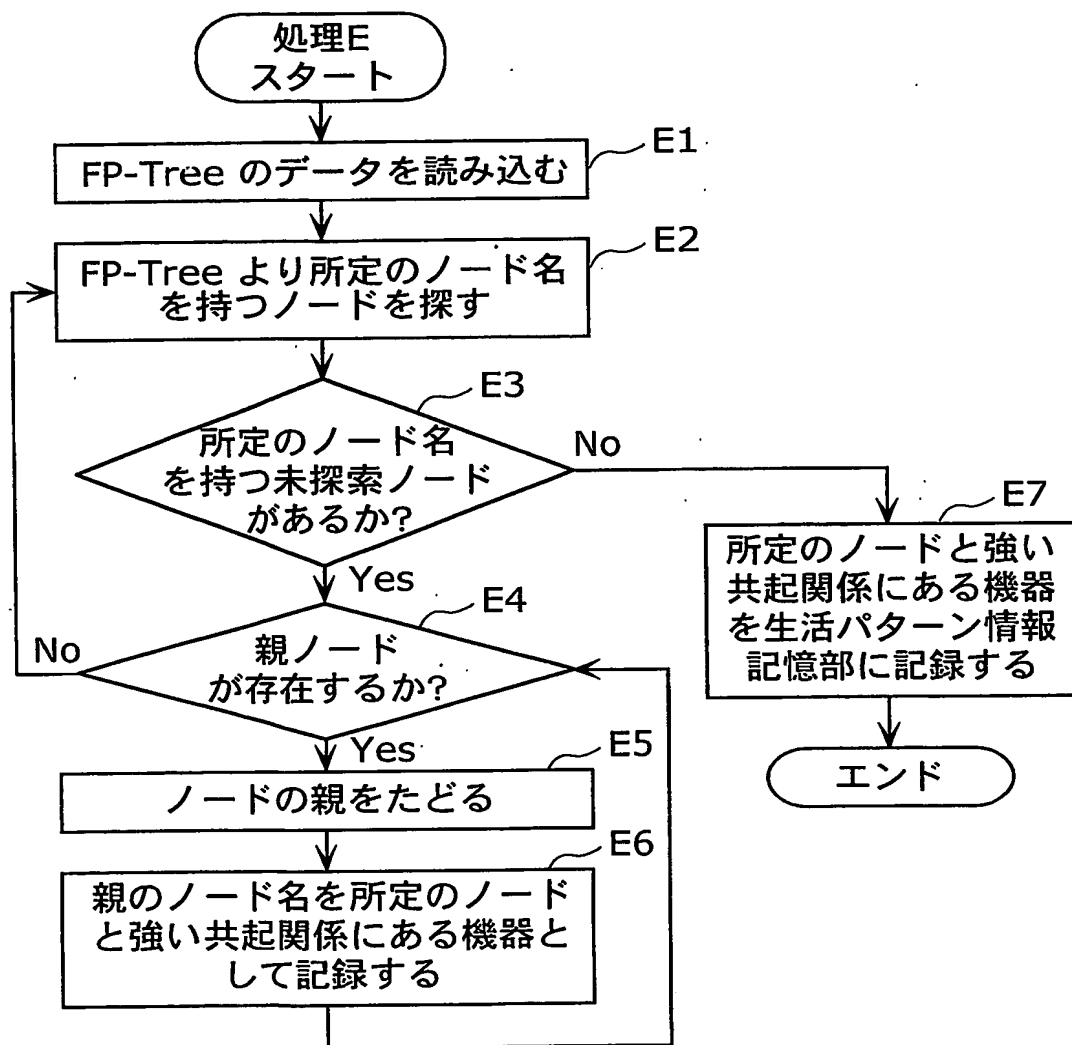 処理E
スタート
E1
FP-Tree のデータを読み込む
E2
FP-Tree より所定のノード名
を持つノードを探す
E3
所定のノード名
を持つ未探索ノード
があるか?
No
Yes
E4
親ノード
が存在するか?
No
Yes
E5
ノードの親をたどる
E6
親のノード名を所定のノード
と強い共起関係にある機器と
して記録する
E7
所定のノードと強い
共起関係にある機器
を生活パターン情報
記憶部に記録する
エンド